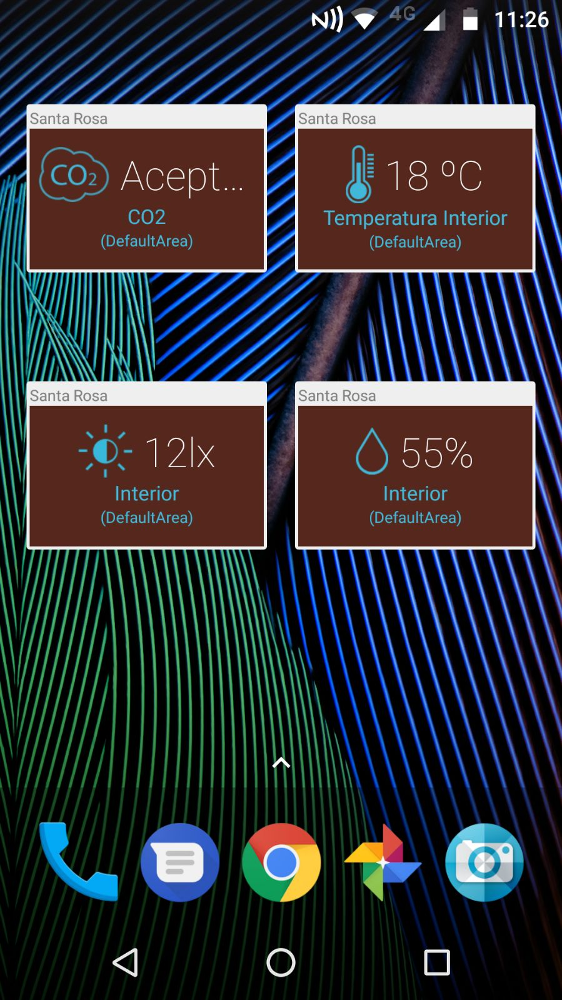 4G 11:26
Santa Rosa
CO2 Acept...
CO2
(DefaultArea)
Santa Rosa
18 ºC
Temperatura Interior
(DefaultArea)
Santa Rosa
12lx
Interior
(DefaultArea)
Santa Rosa
55%
Interior
(DefaultArea)